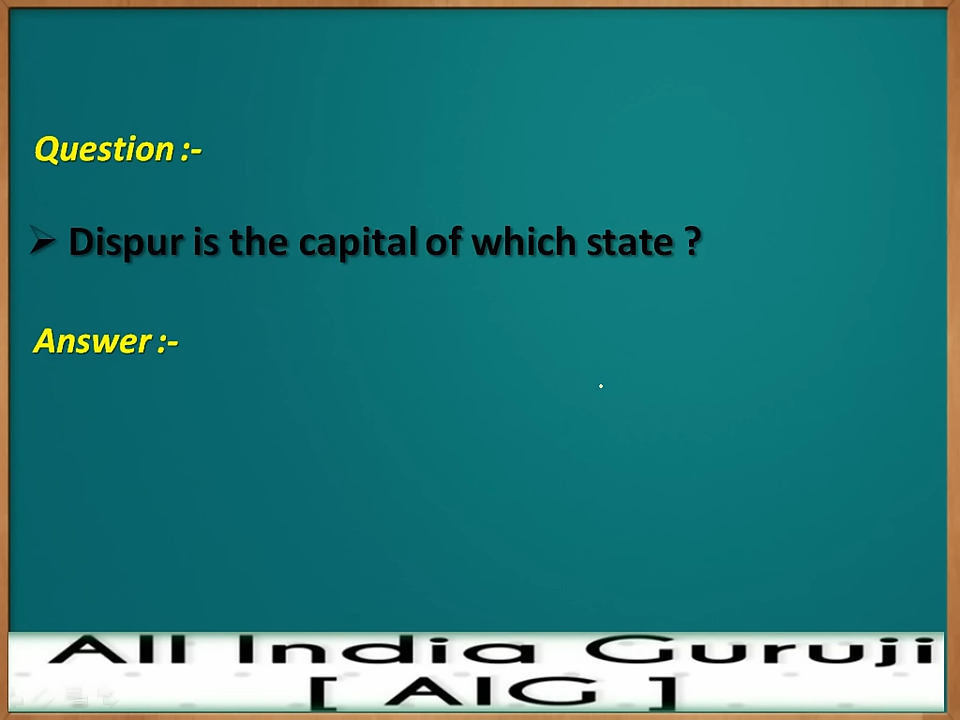 Question :-
➢ Dispur is the capital of which state ?
Answer :-
All India Guruji
[ AIG ]